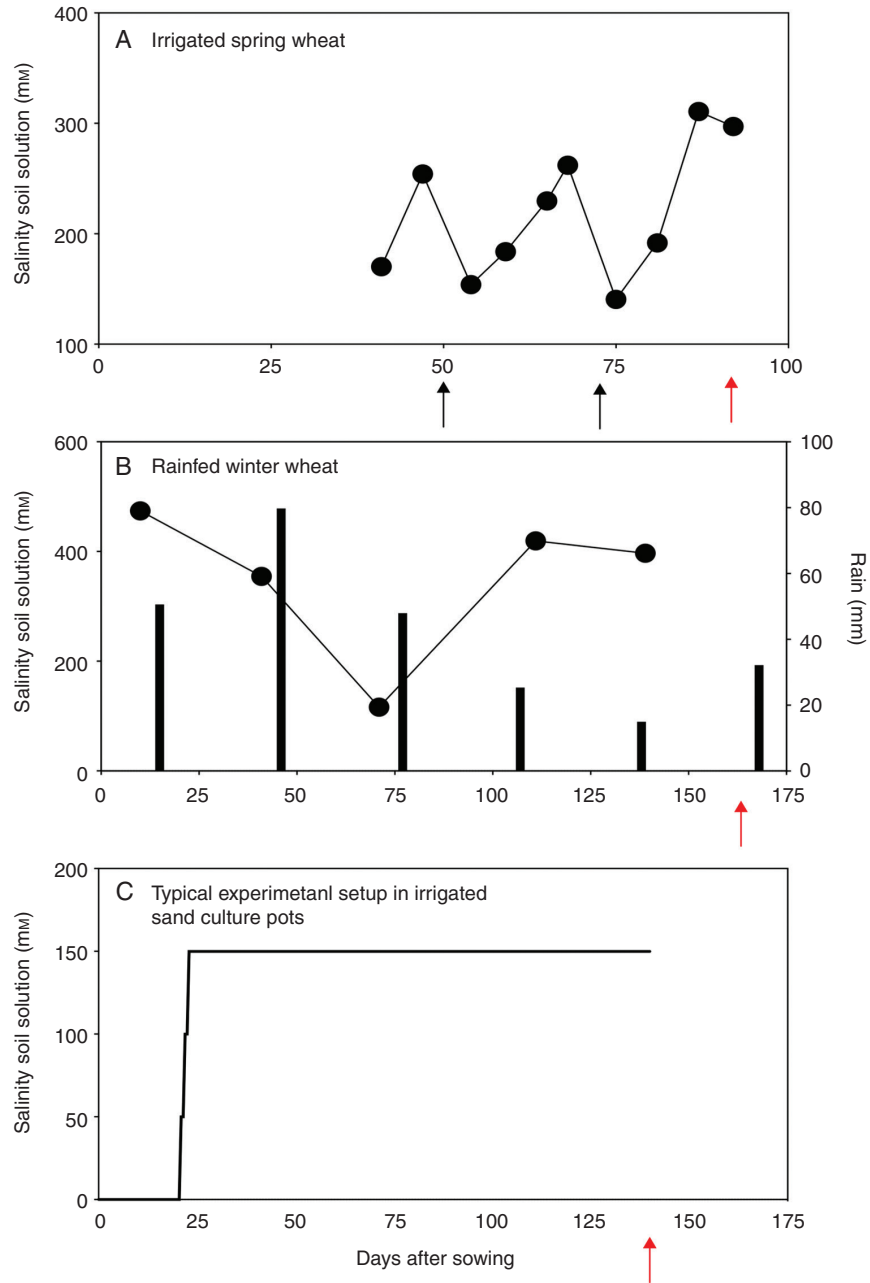 A Irrigated spring wheat
Salinity soil solution (mM)
400
300
200
100
0 25 50 75 100
B Rainfed winter wheat
Salinity soil solution (mM)
600
400
200
0
Rain (mm)
100
80
60
40
20
0
0 25 50 75 100 125 150 175
C Typical experimetanl setup in irrigated
sand culture pots
Salinity soil solution (mM)
200
150
100
50
0
0 25 50 75 100 125 150 175
Days after sowing